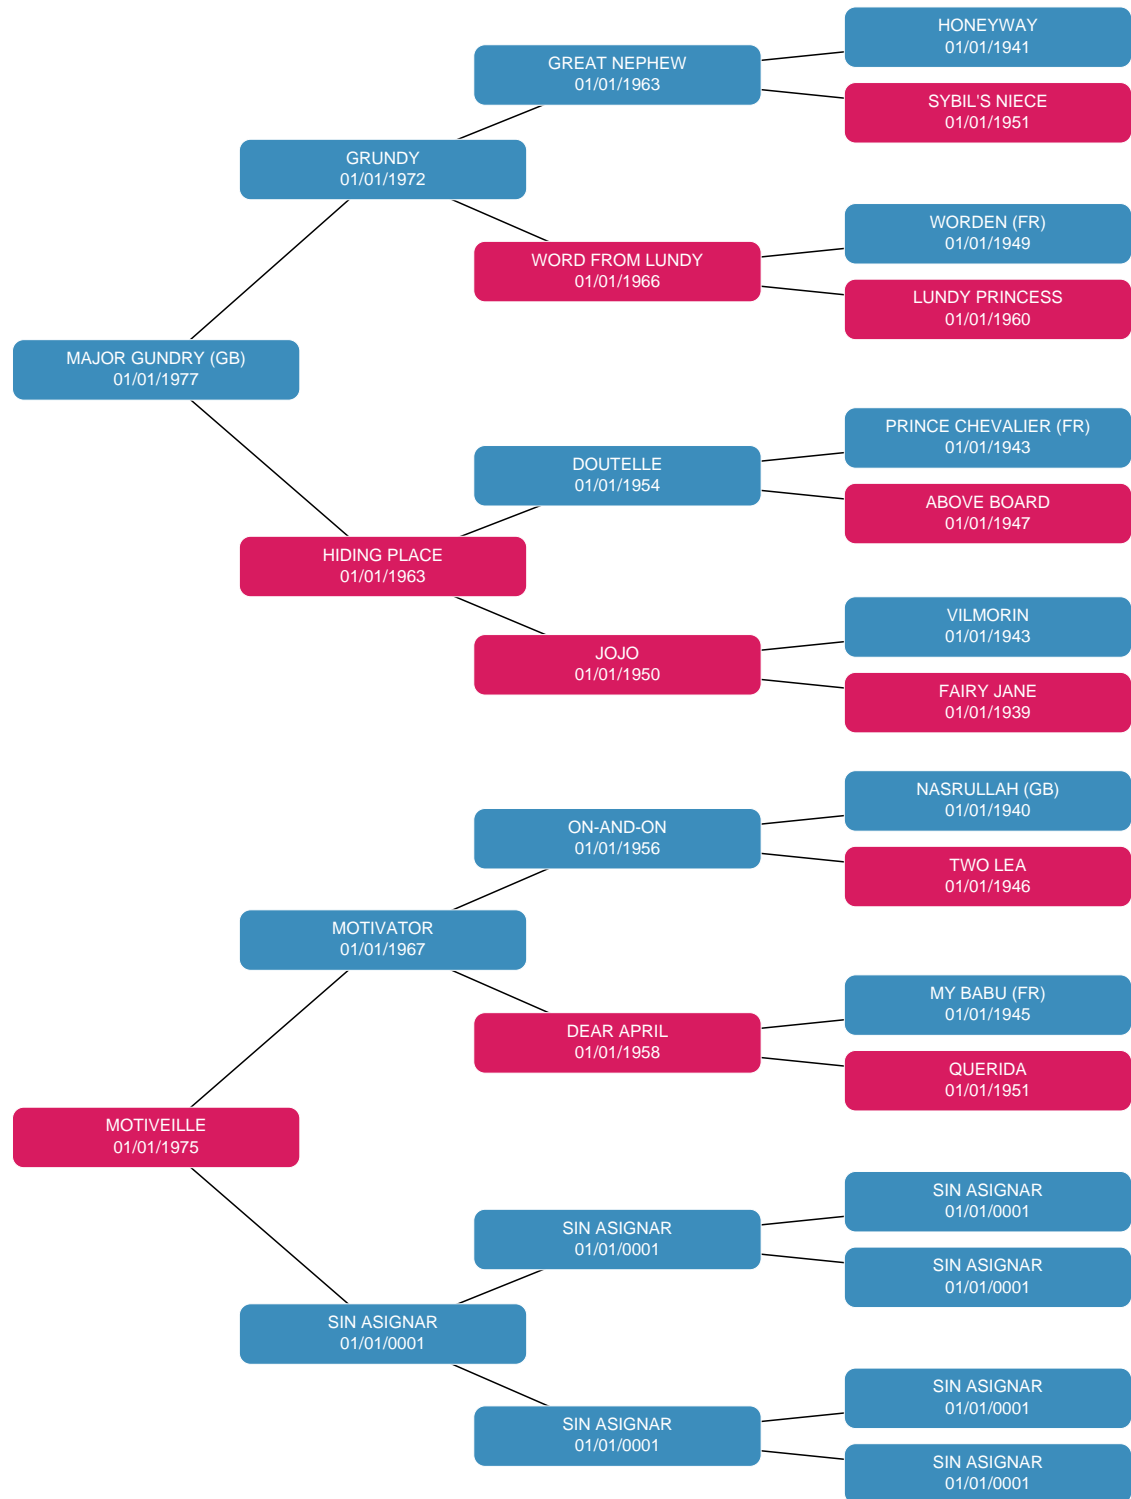 HONEYWAY
01/01/1941
GREAT NEPHEW
01/01/1963
SYBIL'S NIECE
01/01/1951
GRUNDY
01/01/1972
WORDEN (FR)
01/01/1949
WORD FROM LUNDY
01/01/1966
LUNDY PRINCESS
01/01/1960
MAJOR GUNDRY (GB)
01/01/1977
PRINCE CHEVALIER (FR)
01/01/1943
DOUTELLE
01/01/1954
ABOVE BOARD
01/01/1947
HIDING PLACE
01/01/1963
VILMORIN
01/01/1943
JOJO
01/01/1950
FAIRY JANE
01/01/1939
NASRULLAH (GB)
01/01/1940
ON-AND-ON
01/01/1956
TWO LEA
01/01/1946
MOTIVATOR
01/01/1967
MY BABU (FR)
01/01/1945
DEAR APRIL
01/01/1958
QUERIDA
01/01/1951
MOTIVEILLE
01/01/1975
SIN ASIGNAR
01/01/0001
SIN ASIGNAR
01/01/0001
SIN ASIGNAR
01/01/0001
SIN ASIGNAR
01/01/0001
SIN ASIGNAR
01/01/0001
SIN ASIGNAR
01/01/0001
SIN ASIGNAR
01/01/0001